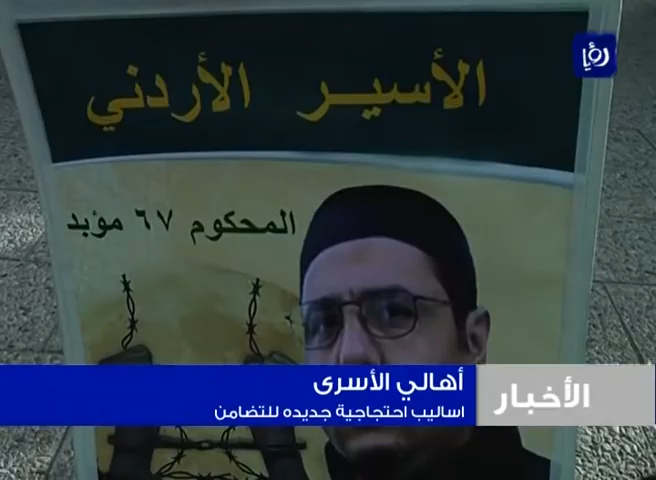 رؤيا
الأسير الأردني
المحكوم ٦٧ مؤبد
أهالي الأسرى
الأخبار
اساليب احتجاجية جديده للتضامن